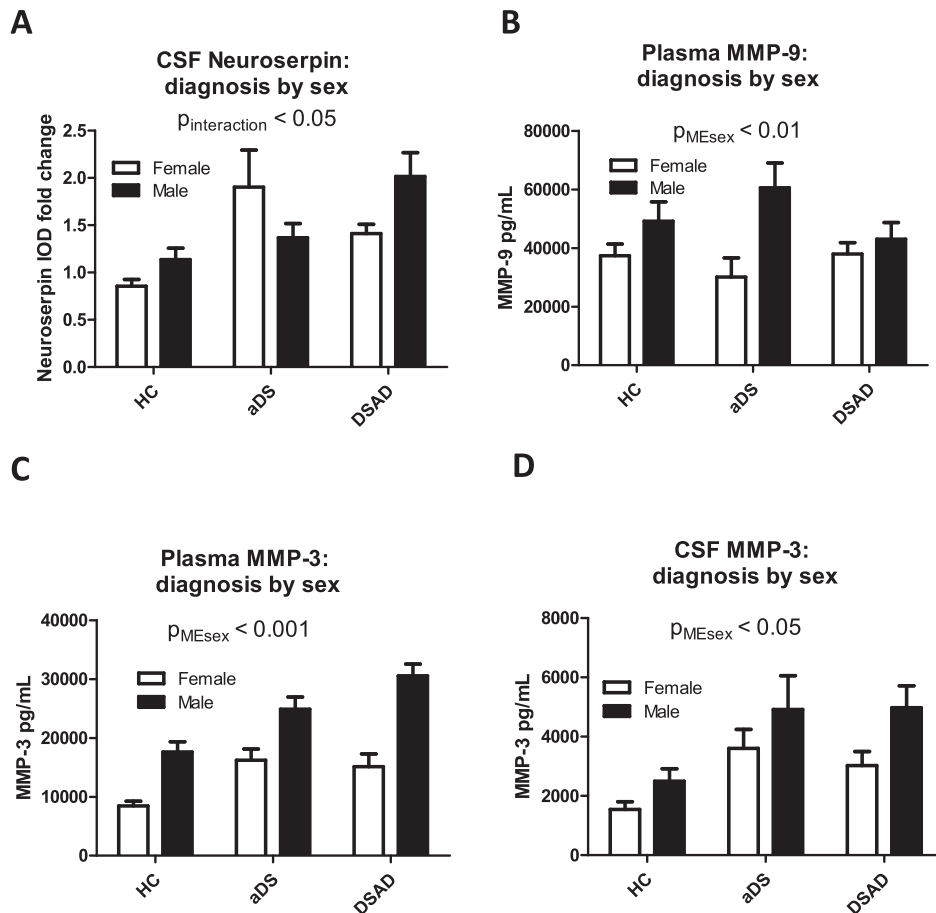 A
CSF Neuroserpin:
diagnosis by sex
pinteraction < 0.05
Female
Male
Neuroserpin IOD fold change
2.5
2.0
1.5
1.0
0.5
0.0
HC
aDS
DSAD
B
Plasma MMP-9:
diagnosis by sex
pMEsex < 0.01
Female
Male
MMP-9 pg/mL
80000
60000
40000
20000
0
HC
aDS
DSAD
C
Plasma MMP-3:
diagnosis by sex
pMEsex < 0.001
Female
Male
MMP-3 pg/mL
40000
30000
20000
10000
0
HC
aDS
DSAD
D
CSF MMP-3:
diagnosis by sex
pMEsex < 0.05
Female
Male
MMP-3 pg/mL
8000
6000
4000
2000
0
HC
aDS
DSAD